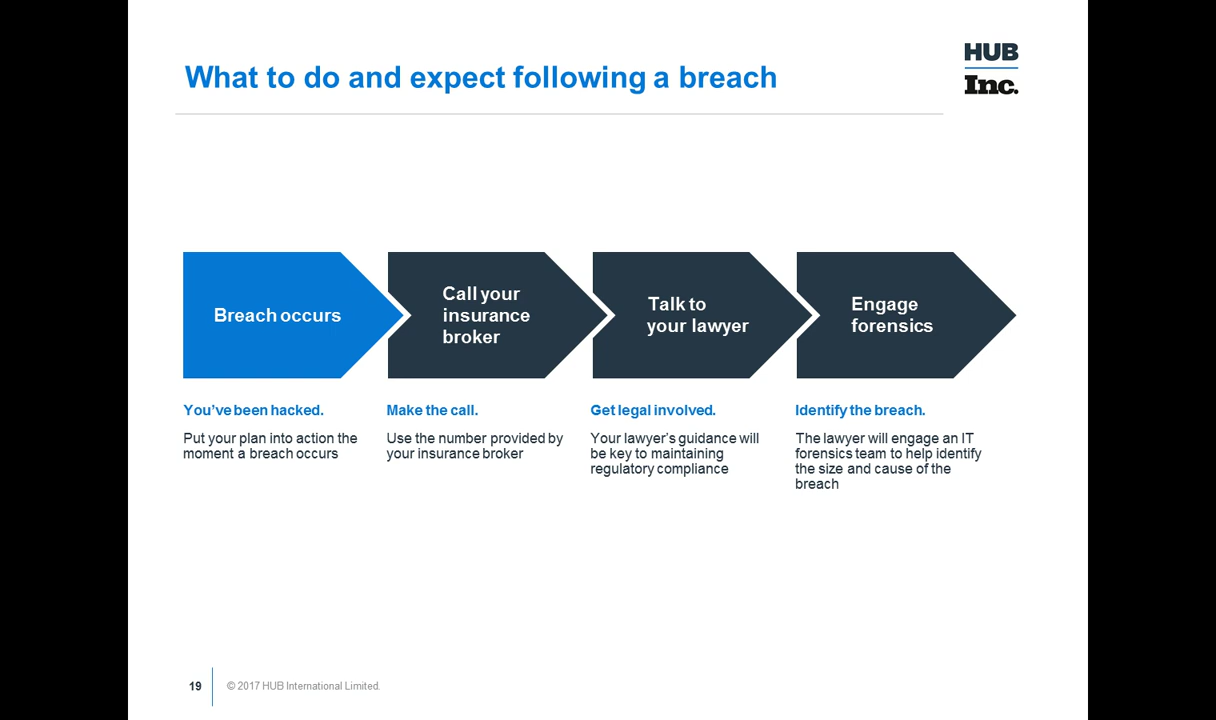 What to do and expect following a breach
HUB
Inc.
Breach occurs
Call your
insurance
broker
Talk to
your lawyer
Engage
forensics
You've been hacked.
Put your plan into action the
moment a breach occurs
Make the call.
Use the number provided by
your insurance broker
Get legal involved.
Your lawyer's guidance will
be key to maintaining
regulatory compliance
Identify the breach.
The lawyer will engage an IT
forensics team to help identify
the size and cause of the
breach
19
© 2017 HUB International Limited.